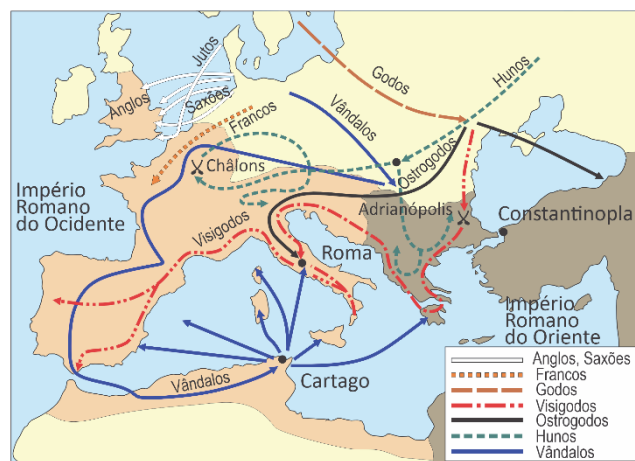 Jutos
Anglos
Saxões
Godos
Hunos
Francos
Vândalos
Ostrogodos
Châlons
Império
Romano
do Ocidente
Visigodos
Adrianópolis
Constantinopla
Roma
Império
Romano
do Oriente
Vândalos
Cartago
Anglos, Saxões
Francos
Godos
Visigodos
Ostrogodos
Hunos
Vândalos